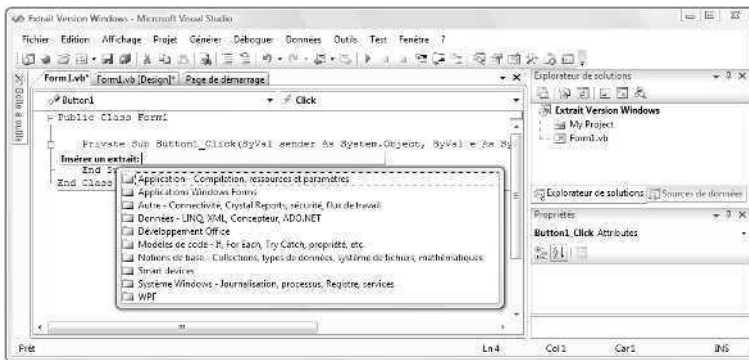 Extrait Version Windows - Microsoft Visual Studio
Fichier Edition Affichage Projet Générer Déboguer Données Outils Test Fenêtre ?
Boîte à outils
Form1.vb* Form1.vb [Design]* Page de démarrage
Button1 Click
Public Class Form1
Private Sub Button1_Click(ByVal sender As System.Object, ByVal e As Sy
Insérer un extrait:
End S
End Class
Application - Compilation, ressources et paramètres
Applications Windows Forms
Autre - Connectivité, Crystal Reports, sécurité, flux de travail
Données - LINQ, XML, Concepteur, ADO.NET
Développement Office
Modèles de code - If, For Each, Try Catch, propriété, etc.
Notions de base - Collections, types de données, système de fichiers, mathématiques
Smart devices
Système Windows - Journalisation, processus, Registre, services
WPF
Explorateur de solutions
Extrait Version Windows
My Project
Form1.vb
Explorateur de solutions Sources de données
Propriétés
Button1_Click Attributes
Prêt Ln 4 Col 1 Car 1 INS